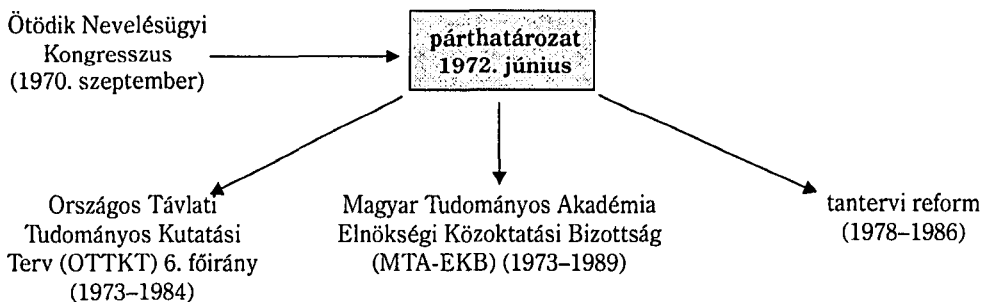 Ötödik Nevelésügyi
Kongresszus
(1970. szeptember)
párthatározat
1972. június
Országos Távlati
Tudományos Kutatási
Terv (OTTKT) 6. főirány
(1973–1984)
Magyar Tudományos Akadémia
Elnökségi Közoktatási Bizottság
(MTA-EKB) (1973–1989)
tantervi reform
(1978–1986)